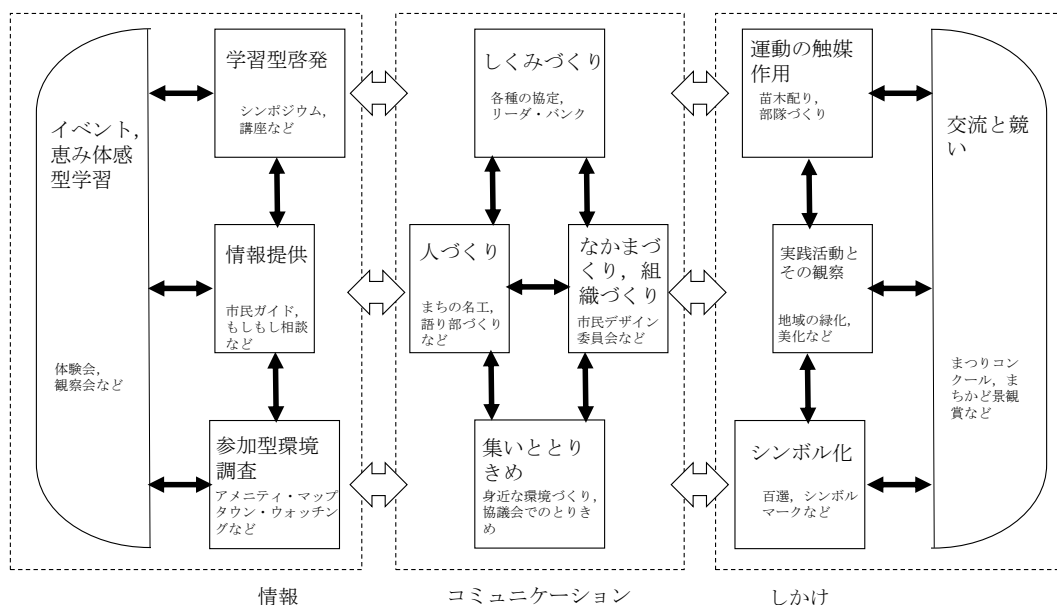 イベント,
恵み体感
型学習
体験会,
観察会など
学習型啓発
シンポジウム,
講座など
情報提供
市民ガイド,
もしもし相談
など
参加型環境
調査
アメニティ・マップ
タウン・ウォッチン
グなど
情報
しくみづくり
各種の協定,
リーダ・バンク
人づくり
まちの名工,
語り部づくり
など
なかまづ
くり, 組
織づくり
市民デザイン
委員会など
集いととり
きめ
身近な環境づくり,
協議会でのとりき
め
コミュニケーション
運動の触媒
作用
苗木配り,
部隊づくり
実践活動と
その観察
地域の緑化,
美化など
シンボル化
百選, シンボル
マークなど
交流と競
い
まつりコン
クール, ま
ちかど景観
賞など
しかけ